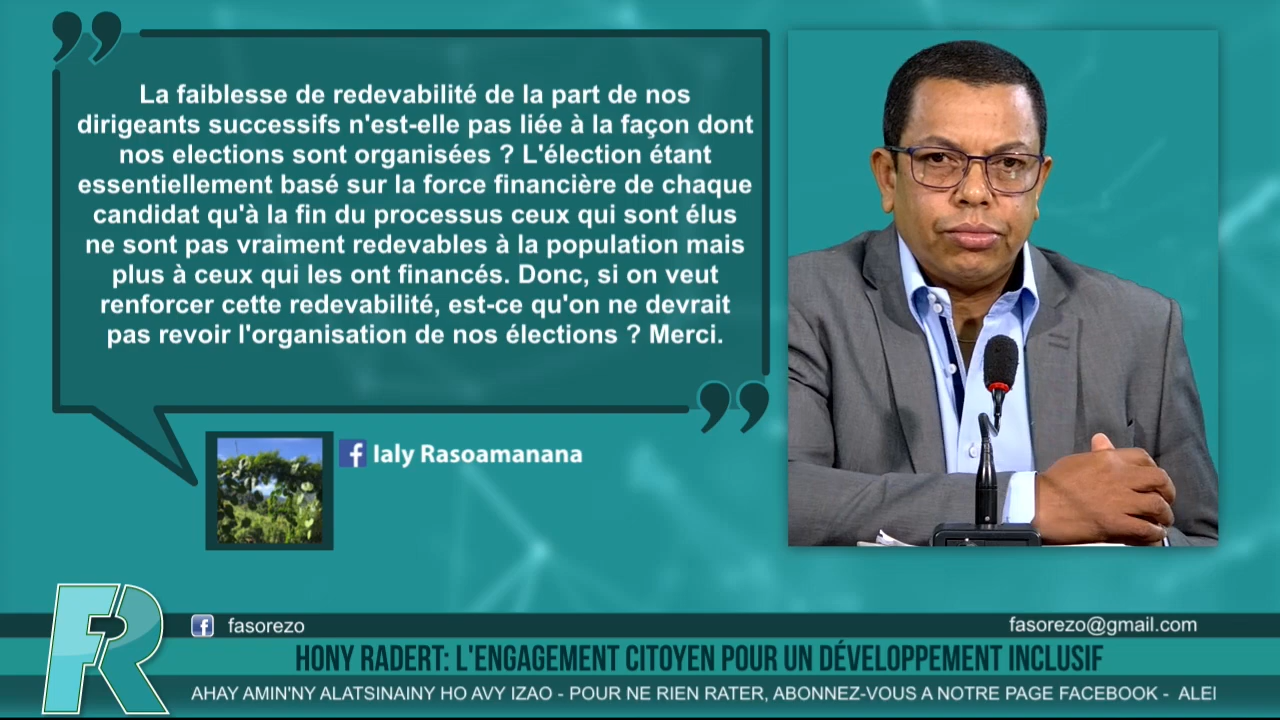 La faiblesse de redevabilité de la part de nos
dirigeants successifs n'est-elle pas liée à la façon dont
nos elections sont organisées ? L'élection étant
essentiellement basé sur la force financière de chaque
candidat qu'à la fin du processus ceux qui sont élus
ne sont pas vraiment redevables à la population mais
plus à ceux qui les ont financés. Donc, si on veut
renforcer cette redevabilité, est-ce qu'on ne devrait
pas revoir l'organisation de nos élections ? Merci.
Ialy Rasoamanana
FR
fasorezo
fasorezo@gmail.com
HONY RADERT: L'ENGAGEMENT CITOYEN POUR UN DÉVELOPPEMENT INCLUSIF
AHAY AMIN'NY ALATSINAINY HO AVY IZAO - POUR NE RIEN RATER, ABONNEZ-VOUS A NOTRE PAGE FACEBOOK - ALEI